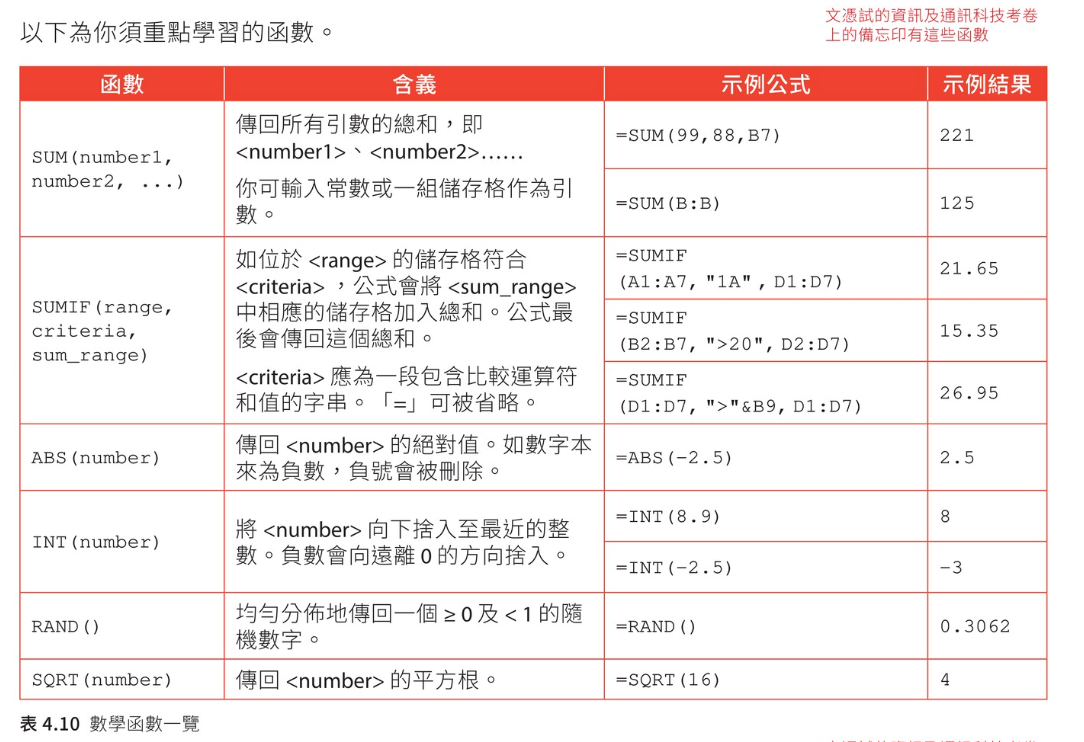 以下為你須重點學習的函數。
文憑試的資訊及通訊科技考卷
上的備忘印有這些函數
函數 含義 示例公式 示例結果
SUM(number1,
number2, ...)
傳回所有引數的總和，即
<number1>、<number2>……
你可輸入常數或一組儲存格作為引
數。
=SUM(99,88,B7)
221
=SUM(B:B)
125
SUMIF(range,
criteria,
sum_range)
如位於 <range> 的儲存格符合
<criteria>，公式會將 <sum_range>
中相應的儲存格加入總和。公式最
後會傳回這個總和。
<criteria> 應為一段包含比較運算符
和值的字串。「=」可被省略。
=SUMIF
(A1:A7, "1A", D1:D7)
21.65
=SUMIF
(B2:B7, ">20", D2:D7)
15.35
=SUMIF
(D1:D7, ">"&B9, D1:D7)
26.95
ABS(number)
傳回 <number> 的絕對值。如數字本
來為負數，負號會被刪除。
=ABS(-2.5)
2.5
INT(number)
將 <number> 向下捨入至最近的整
數。負數會向遠離 0 的方向捨入。
=INT(8.9)
8
=INT(-2.5)
-3
RAND()
均勻分佈地傳回一個 ≥ 0 及 < 1 的隨
機數字。
=RAND()
0.3062
SQRT(number)
傳回 <number> 的平方根。
=SQRT(16)
4
表 4.10 數學函數一覽